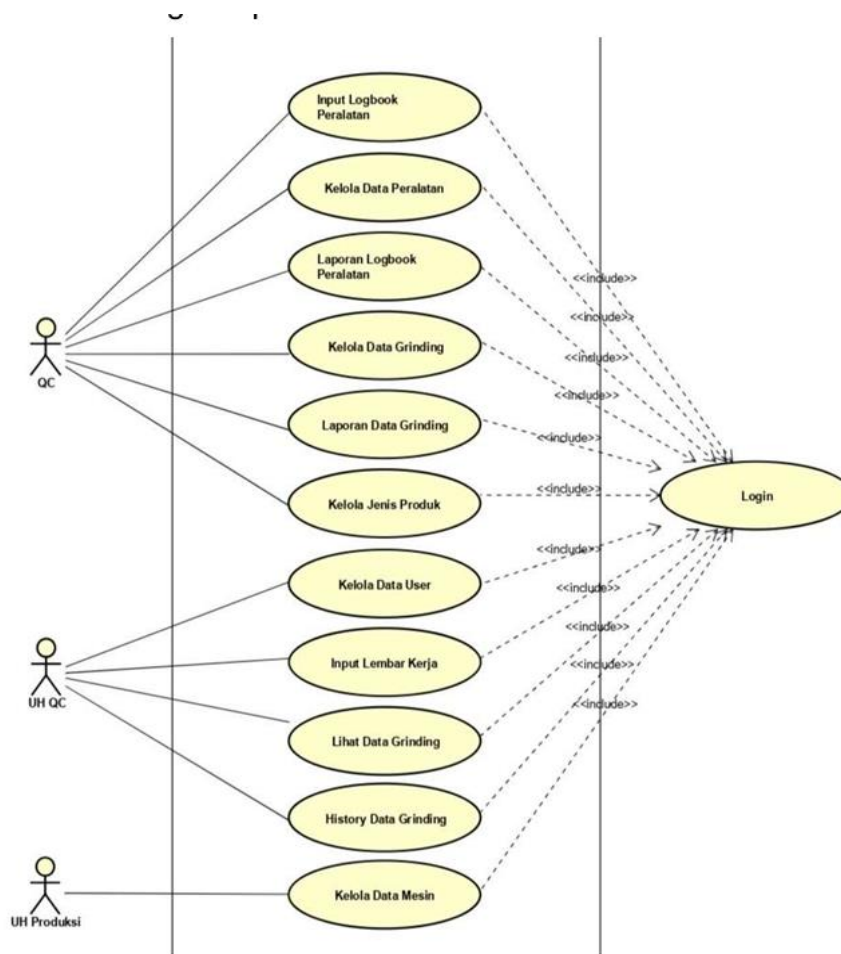 Input Logbook
Peralatan
Kelola Data Peralatan
Laporan Logbook
Peralatan
<<include>>
<<include>>
Kelola Data Grinding
<<include>>
QC
<<include>>
Laporan Data Grinding
<<include>>
Kelola Jenis Produk
<<include>>
Login
<<include>>
Kelola Data User
<<include>>
<<include>>
Input Lembar Kerja
<<include>>
UH QC
<<include>>
Lihat Data Grinding
History Data Grinding
Kelola Data Mesin
UH Produksi